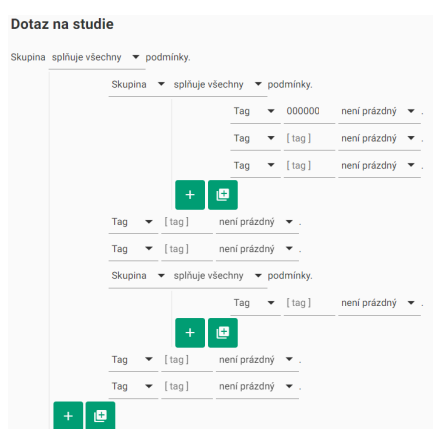 Dotaz na studie
Skupina splňuje všechny podmínky.
Skupina splňuje všechny podmínky.
Tag 000000 není prázdný .
Tag [ tag ] není prázdný .
Tag [ tag ] není prázdný .
+
Tag [ tag ] není prázdný .
Tag [ tag ] není prázdný .
Skupina splňuje všechny podmínky.
Tag [ tag ] není prázdný .
+
Tag [ tag ] není prázdný .
Tag [ tag ] není prázdný .
+